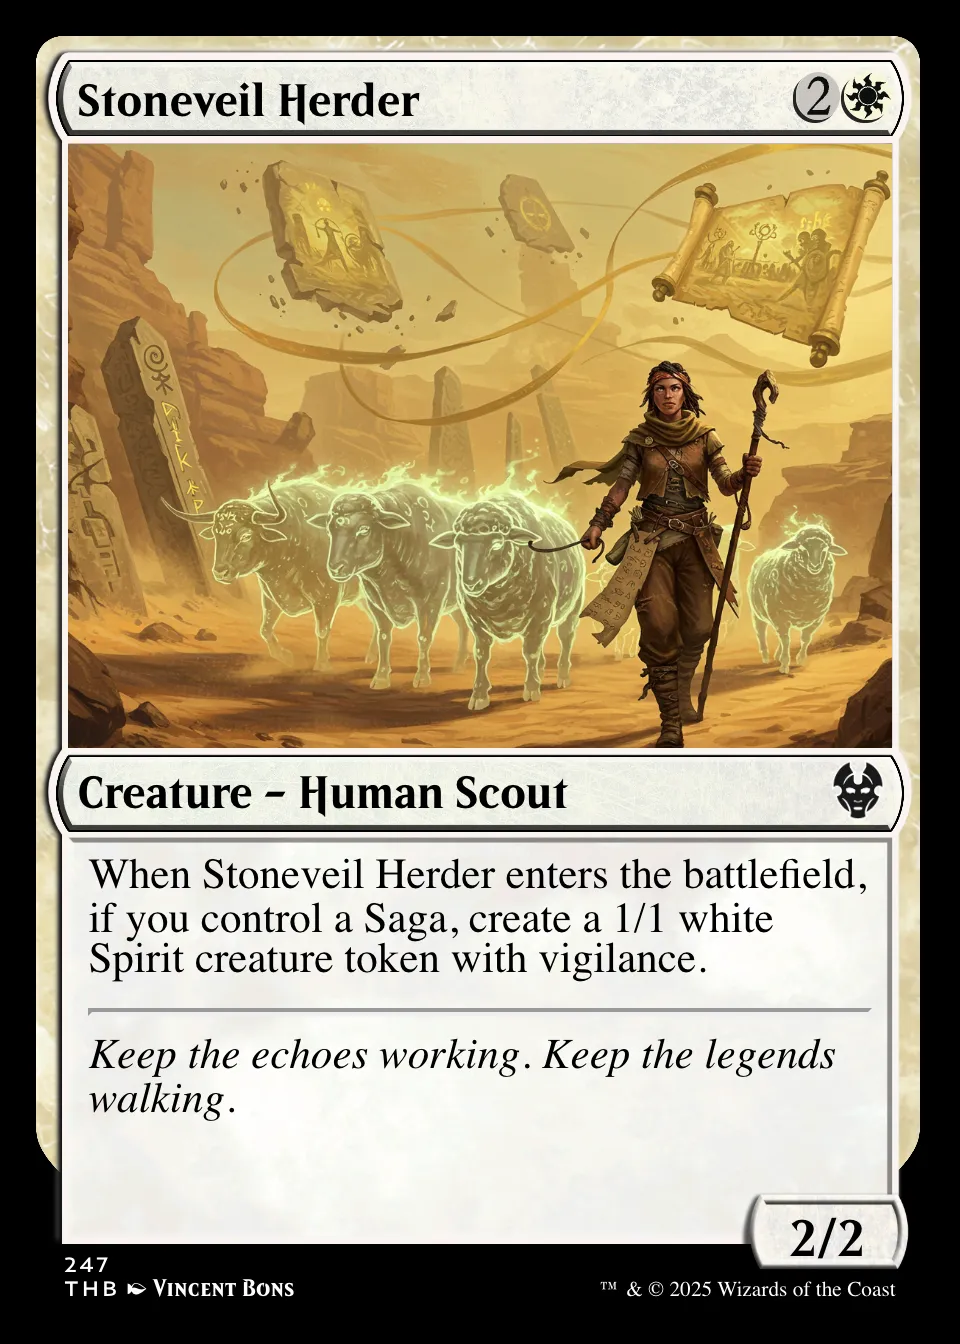 Stoneveil Herder 2
Creature – Human Scout
When Stoneveil Herder enters the battlefield,
if you control a Saga, create a 1/1 white
Spirit creature token with vigilance.
Keep the echoes working. Keep the legends
walking.
2/2
247
THB Vincent Bons
™ & © 2025 Wizards of the Coast